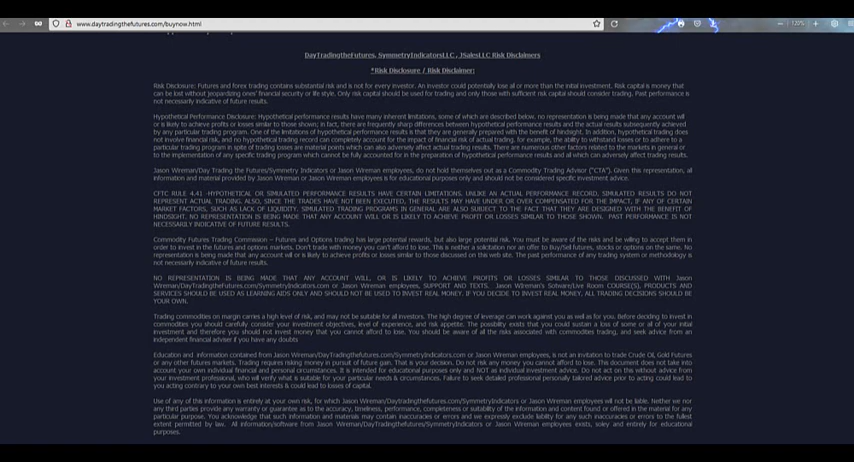 www.daytradingthefutures.com/buynow.html
120%
DayTradingtheFutures, SymmetryIndicatorsLLC , JSalesLLC Risk Disclaimers
*Risk Disclosure / Risk Disclaimer:
Risk Disclosure: Futures and forex trading contains substantial risk and is not for every investor. An investor could potentially lose all or more than the initial investment. Risk capital is money that
can be lost without jeopardizing ones' financial security or life style. Only risk capital should be used for trading and only those with sufficient risk capital should consider trading. Past performance is
not necessarily indicative of future results.
Hypothetical Performance Disclosure: Hypothetical performance results have many inherent limitations, some of which are described below. no representation is being made that any account will
or is likely to achieve profits or losses similar to those shown; in fact, there are frequently sharp differences between hypothetical performance results and the actual results subsequently achieved
by any particular trading program. One of the limitations of hypothetical performance results is that they are generally prepared with the benefit of hindsight. In addition, hypothetical trading does
not involve financial risk, and no hypothetical trading record can completely account for the impact of financial risk of actual trading. for example, the ability to withstand losses or to adhere to a
particular trading program in spite of trading losses are material points which can also adversely affect actual trading results. There are numerous other factors related to the markets in general or
to the implementation of any specific trading program which cannot be fully accounted for in the preparation of hypothetical performance results and all which can adversely affect trading results.
Jason Wireman/Day Trading the Futures/Symmetry Indicators or Jason Wireman employees, do not hold themselves out as a Commodity Trading Advisor ("CTA"). Given this representation, all
information and material provided by Jason Wireman or Jason Wireman employees is for educational purposes only and should not be considered specific investment advice.
CFTC RULE 4.41 -HYPOTHETICAL OR SIMULATED PERFORMANCE RESULTS HAVE CERTAIN LIMITATIONS. UNLIKE AN ACTUAL PERFORMANCE RECORD, SIMULATED RESULTS DO NOT
REPRESENT ACTUAL TRADING. ALSO, SINCE THE TRADES HAVE NOT BEEN EXECUTED, THE RESULTS MAY HAVE UNDER OR OVER COMPENSATED FOR THE IMPACT, IF ANY OF CERTAIN
MARKET FACTORS, SUCH AS LACK OF LIQUIDITY. SIMULATED TRADING PROGRAMS IN GENERAL ARE ALSO SUBJECT TO THE FACT THAT THEY ARE DESIGNED WITH THE BENEFIT OF
HINDSIGHT, NO REPRESENTATION IS BEING MADE THAT ANY ACCOUNT WILL OR IS LIKELY TO ACHIEVE PROFIT OR LOSSES SIMILAR TO THOSE SHOWN. PAST PERFORMANCE IS NOT
NECESSARILY INDICATIVE OF FUTURE RESULTS.
Commodity Futures Trading Commission – Futures and Options trading has large potential rewards, but also large potential risk. You must be aware of the risks and be willing to accept them in
order to invest in the futures and options markets. Don't trade with money you can't afford to lose. This is neither a solicitation nor an offer to Buy/Sell futures, stocks or options on the same. No
representation is being made that any account will or is likely to achieve profits or losses similar to those discussed on this web site. The past performance of any trading system or methodology is
not necessarily indicative of future results.
NO REPRESENTATION IS BEING MADE THAT ANY ACCOUNT WILL, OR IS LIKELY TO ACHIEVE PROFITS OR LOSSES SIMILAR TO THOSE DISCUSSED WITH Jason
Wireman/DayTradingthefutures.com/SymmetryIndicators.com or Jason Wireman employees, SUPPORT AND TEXTS. Jason Wireman's Sotware/Live Room COURSE(S), PRODUCTS AND
SERVICES SHOULD BE USED AS LEARNING AIDS ONLY AND SHOULD NOT BE USED TO INVEST REAL MONEY. IF YOU DECIDE TO INVEST REAL MONEY, ALL TRADING DECISIONS SHOULD BE
YOUR OWN.
Trading commodities on margin carries a high level of risk, and may not be suitable for all investors. The high degree of leverage can work against you as well as for you. Before deciding to invest in
commodities you should carefully consider your investment objectives, level of experience, and risk appetite. The possibility exists that you could sustain a loss of some or all of your initial
investment and therefore you should not invest money that you cannot afford to lose. You should be aware of all the risks associated with commodities trading, and seek advice from an
independent financial adviser if you have any doubts
Education and information contained from Jason Wireman/DayTradingthefutures.com/SymmetryIndicators.com or Jason Wireman employees, is not an invitation to trade Crude Oil, Gold Futures
or any other futures markets. Trading requires risking money in pursuit of future gain. That is your decision. Do not risk any money you cannot afford to lose. This document does not take into
account your own individual financial and personal circumstances. It is intended for educational purposes only and NOT as individual investment advice. Do not act on this without advice from
your investment professional, who will verify what is suitable for your particular needs & circumstances. Failure to seek detailed professional personally tailored advice prior to acting could lead to
you acting contrary to your own best interests & could lead to losses of capital.
Use of any of this information is entirely at your own risk, for which Jason Wireman/Daytradingthefutures.com/SymmetryIndicators or Jason Wireman employees will not be liable. Neither we nor
any third parties provide any warranty or guarantee as to the accuracy, timeliness, performance, completeness or suitability of the information and content found or offered in the material for any
particular purpose. You acknowledge that such information and materials may contain inaccuracies or errors and we expressly exclude liability for any such inaccuracies or errors to the fullest
extent permitted by law. All information/software from Jason Wireman/DayTradingtheFutures/SymmetryIndicators or Jason Wireman employees exists, soley and entirely for educational
purposes.